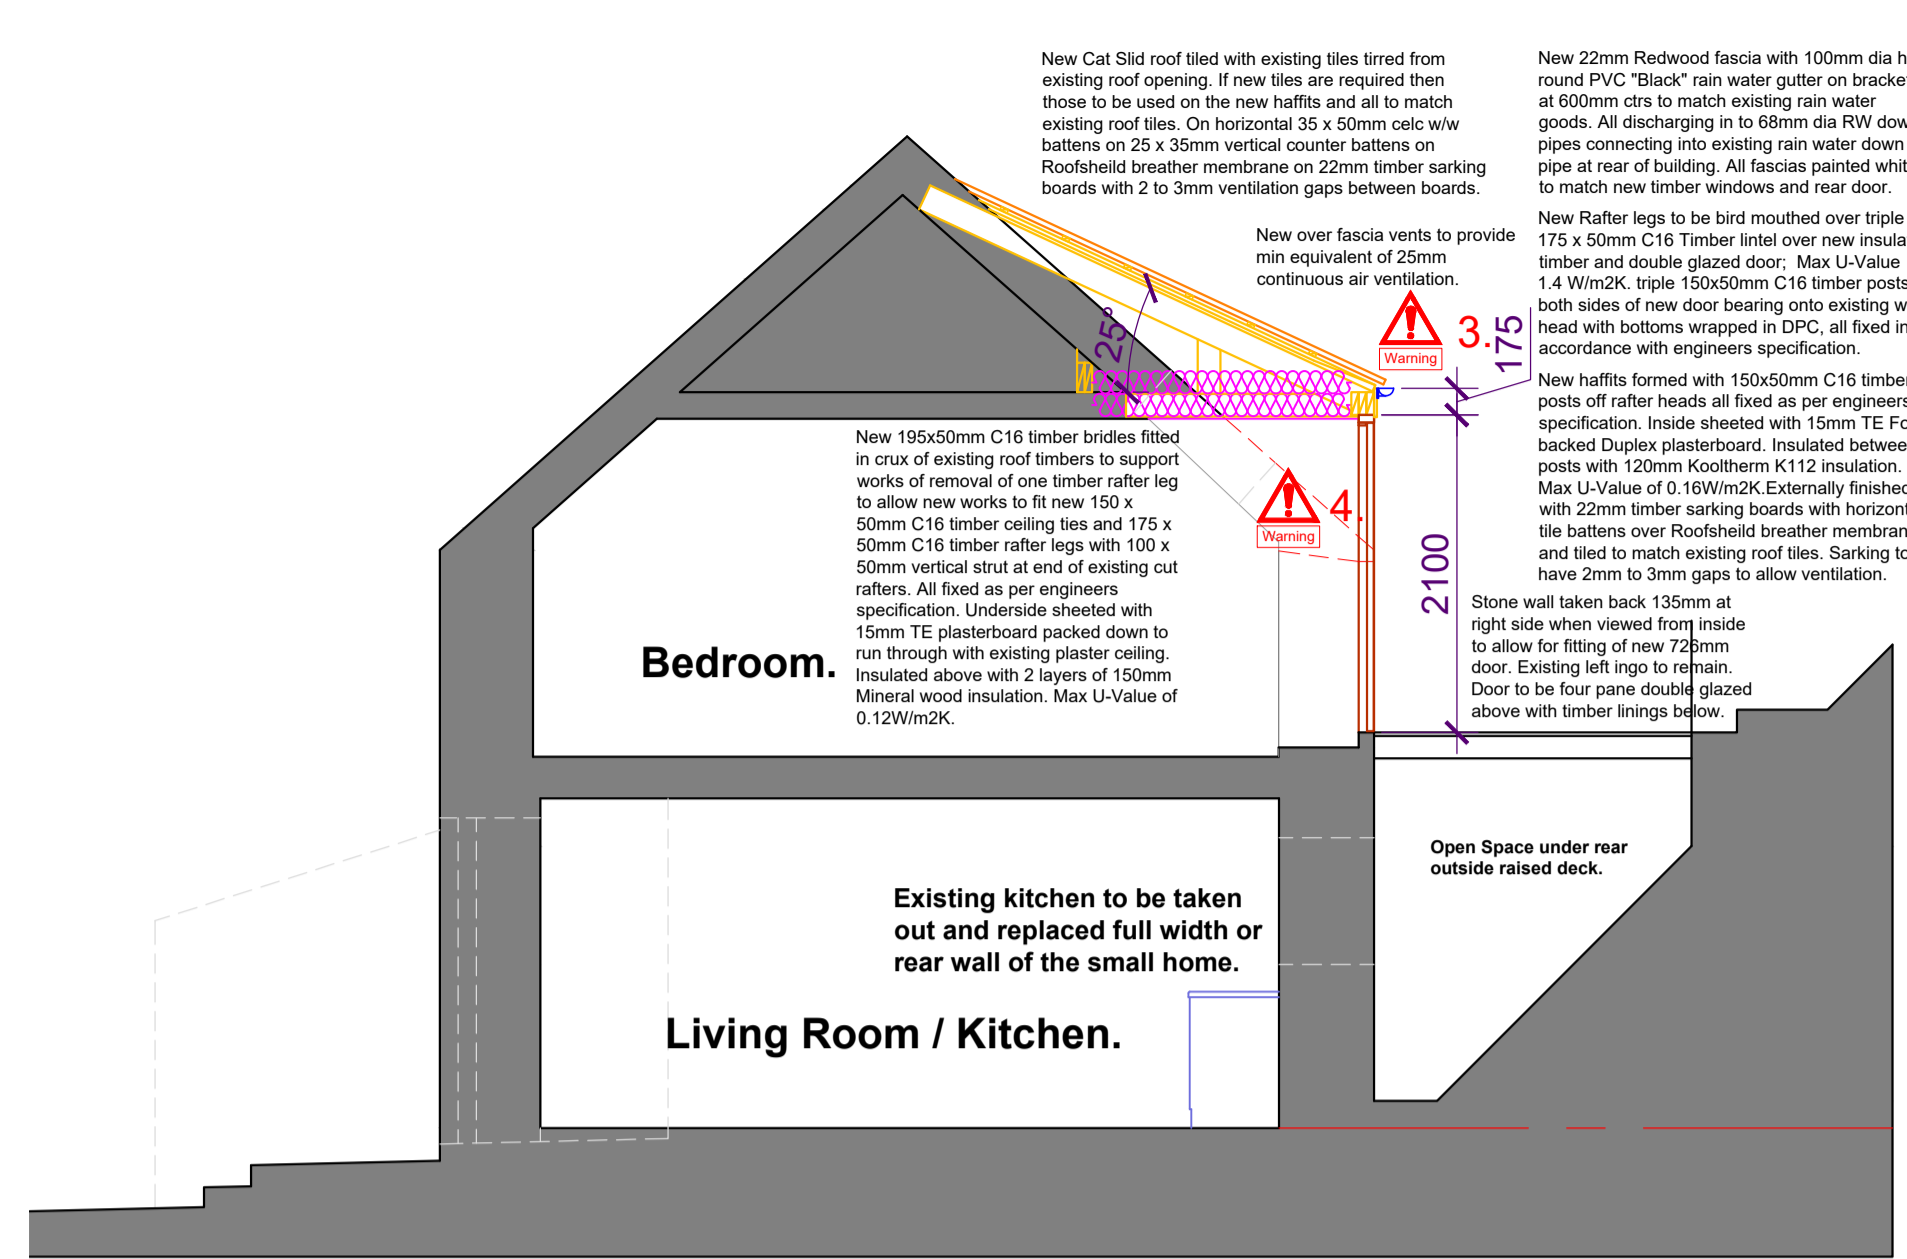 New Cat Slid roof tiled with existing tiles tirred from
existing roof opening. If new tiles are required then
those to be used on the new haffits and all to match
existing roof tiles. On horizontal 35 x 50mm celc w/w
battens on 25 x 35mm vertical counter battens on
Roofsheild breather membrane on 22mm timber sarking
boards with 2 to 3mm ventilation gaps between boards.
New 22mm Redwood fascia with 100mm dia
round PVC "Black" rain water gutter on
at 600mm ctrs to match existing rain water
goods. All discharging in to 68mm dia RW
pipes connecting into existing rain water down
pipe at rear of building. All fascias painted
to match new timber windows and rear door.
New over fascia vents to provide
min equivalent of 25mm
continuous air ventilation.
New Rafter legs to be bird mouthed over triple
175 x 50mm C16 Timber lintel over new
timber and double glazed door; Max U-Value
1.4 W/m2K. triple 150x50mm C16 timber posts
both sides of new door bearing onto existing
head with bottoms wrapped in DPC, all fixed in
accordance with engineers specification.
New haffits formed with 150x50mm C16 timber
posts off rafter heads all fixed as per engineers
specification. Inside sheeted with 15mm TE
backed Duplex plasterboard. Insulated between
posts with 120mm Kooltherm K112 insulation.
Max U-Value of 0.16W/m2K.Externally finished
with 22mm timber sarking boards with
tile battens over Roofsheild breather
and tiled to match existing roof tiles. Sarking to
have 2mm to 3mm gaps to allow ventilation.
Warning
3.
175
25°
New 195x50mm C16 timber bridles fitted
in crux of existing roof timbers to support
works of removal of one timber rafter leg
to allow new works to fit new 150 x
50mm C16 timber ceiling ties and 175 x
50mm C16 timber rafter legs with 100 x
50mm vertical strut at end of existing cut
rafters. All fixed as per engineers
specification. Underside sheeted with
15mm TE plasterboard packed down to
run through with existing plaster ceiling.
Insulated above with 2 layers of 150mm
Mineral wood insulation. Max U-Value of
0.12W/m2K.
Warning
4.
2100
Stone wall taken back 135mm at
right side when viewed from inside
to allow for fitting of new 726mm
door. Existing left ingo to remain.
Door to be four pane double glazed
above with timber linings below.
Bedroom.
Open Space under rear
outside raised deck.
Existing kitchen to be taken
out and replaced full width or
rear wall of the small home.
Living Room / Kitchen.